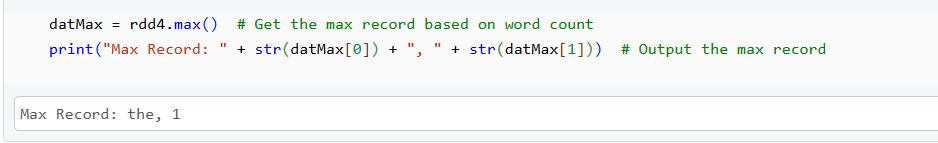 datMax = rdd4.max()  # Get the max record based on word count
print("Max Record: " + str(datMax[0]) + ", " + str(datMax[1]))  # Output the max record
Max Record: the, 1